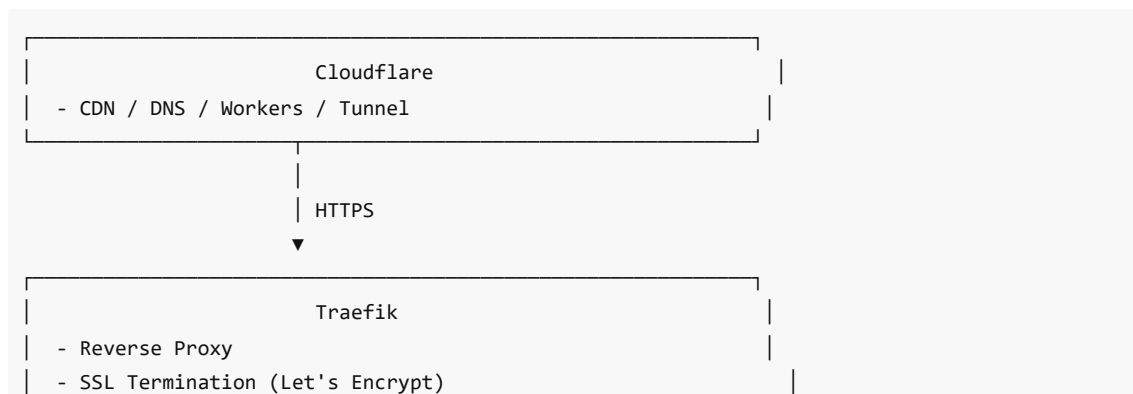 Cloudflare
- CDN / DNS / Workers / Tunnel
HTTPS
Traefik
- Reverse Proxy
- SSL Termination (Let's Encrypt)